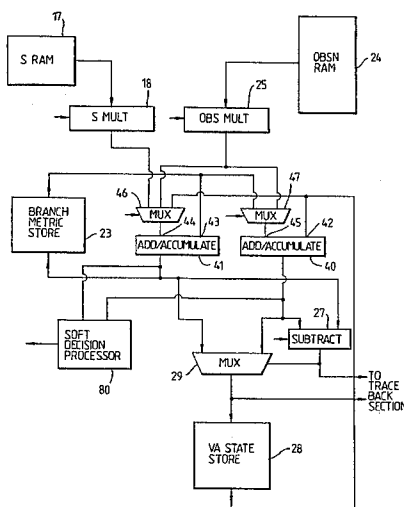 17
S RAM
OBSN
RAM
24
18
S MULT
25
OBS MULT
46
MUX
47
MUX
44
43
45
42
BRANCH
METRIC
STORE
23
ADD/ACCUMULATE
41
ADD/ACCUMULATE
40
SOFT
DECISION
PROCESSOR
80
27
SUBTRACT
29
MUX
TO TRACE
BACK
SECTION
VA STATE
STORE
28